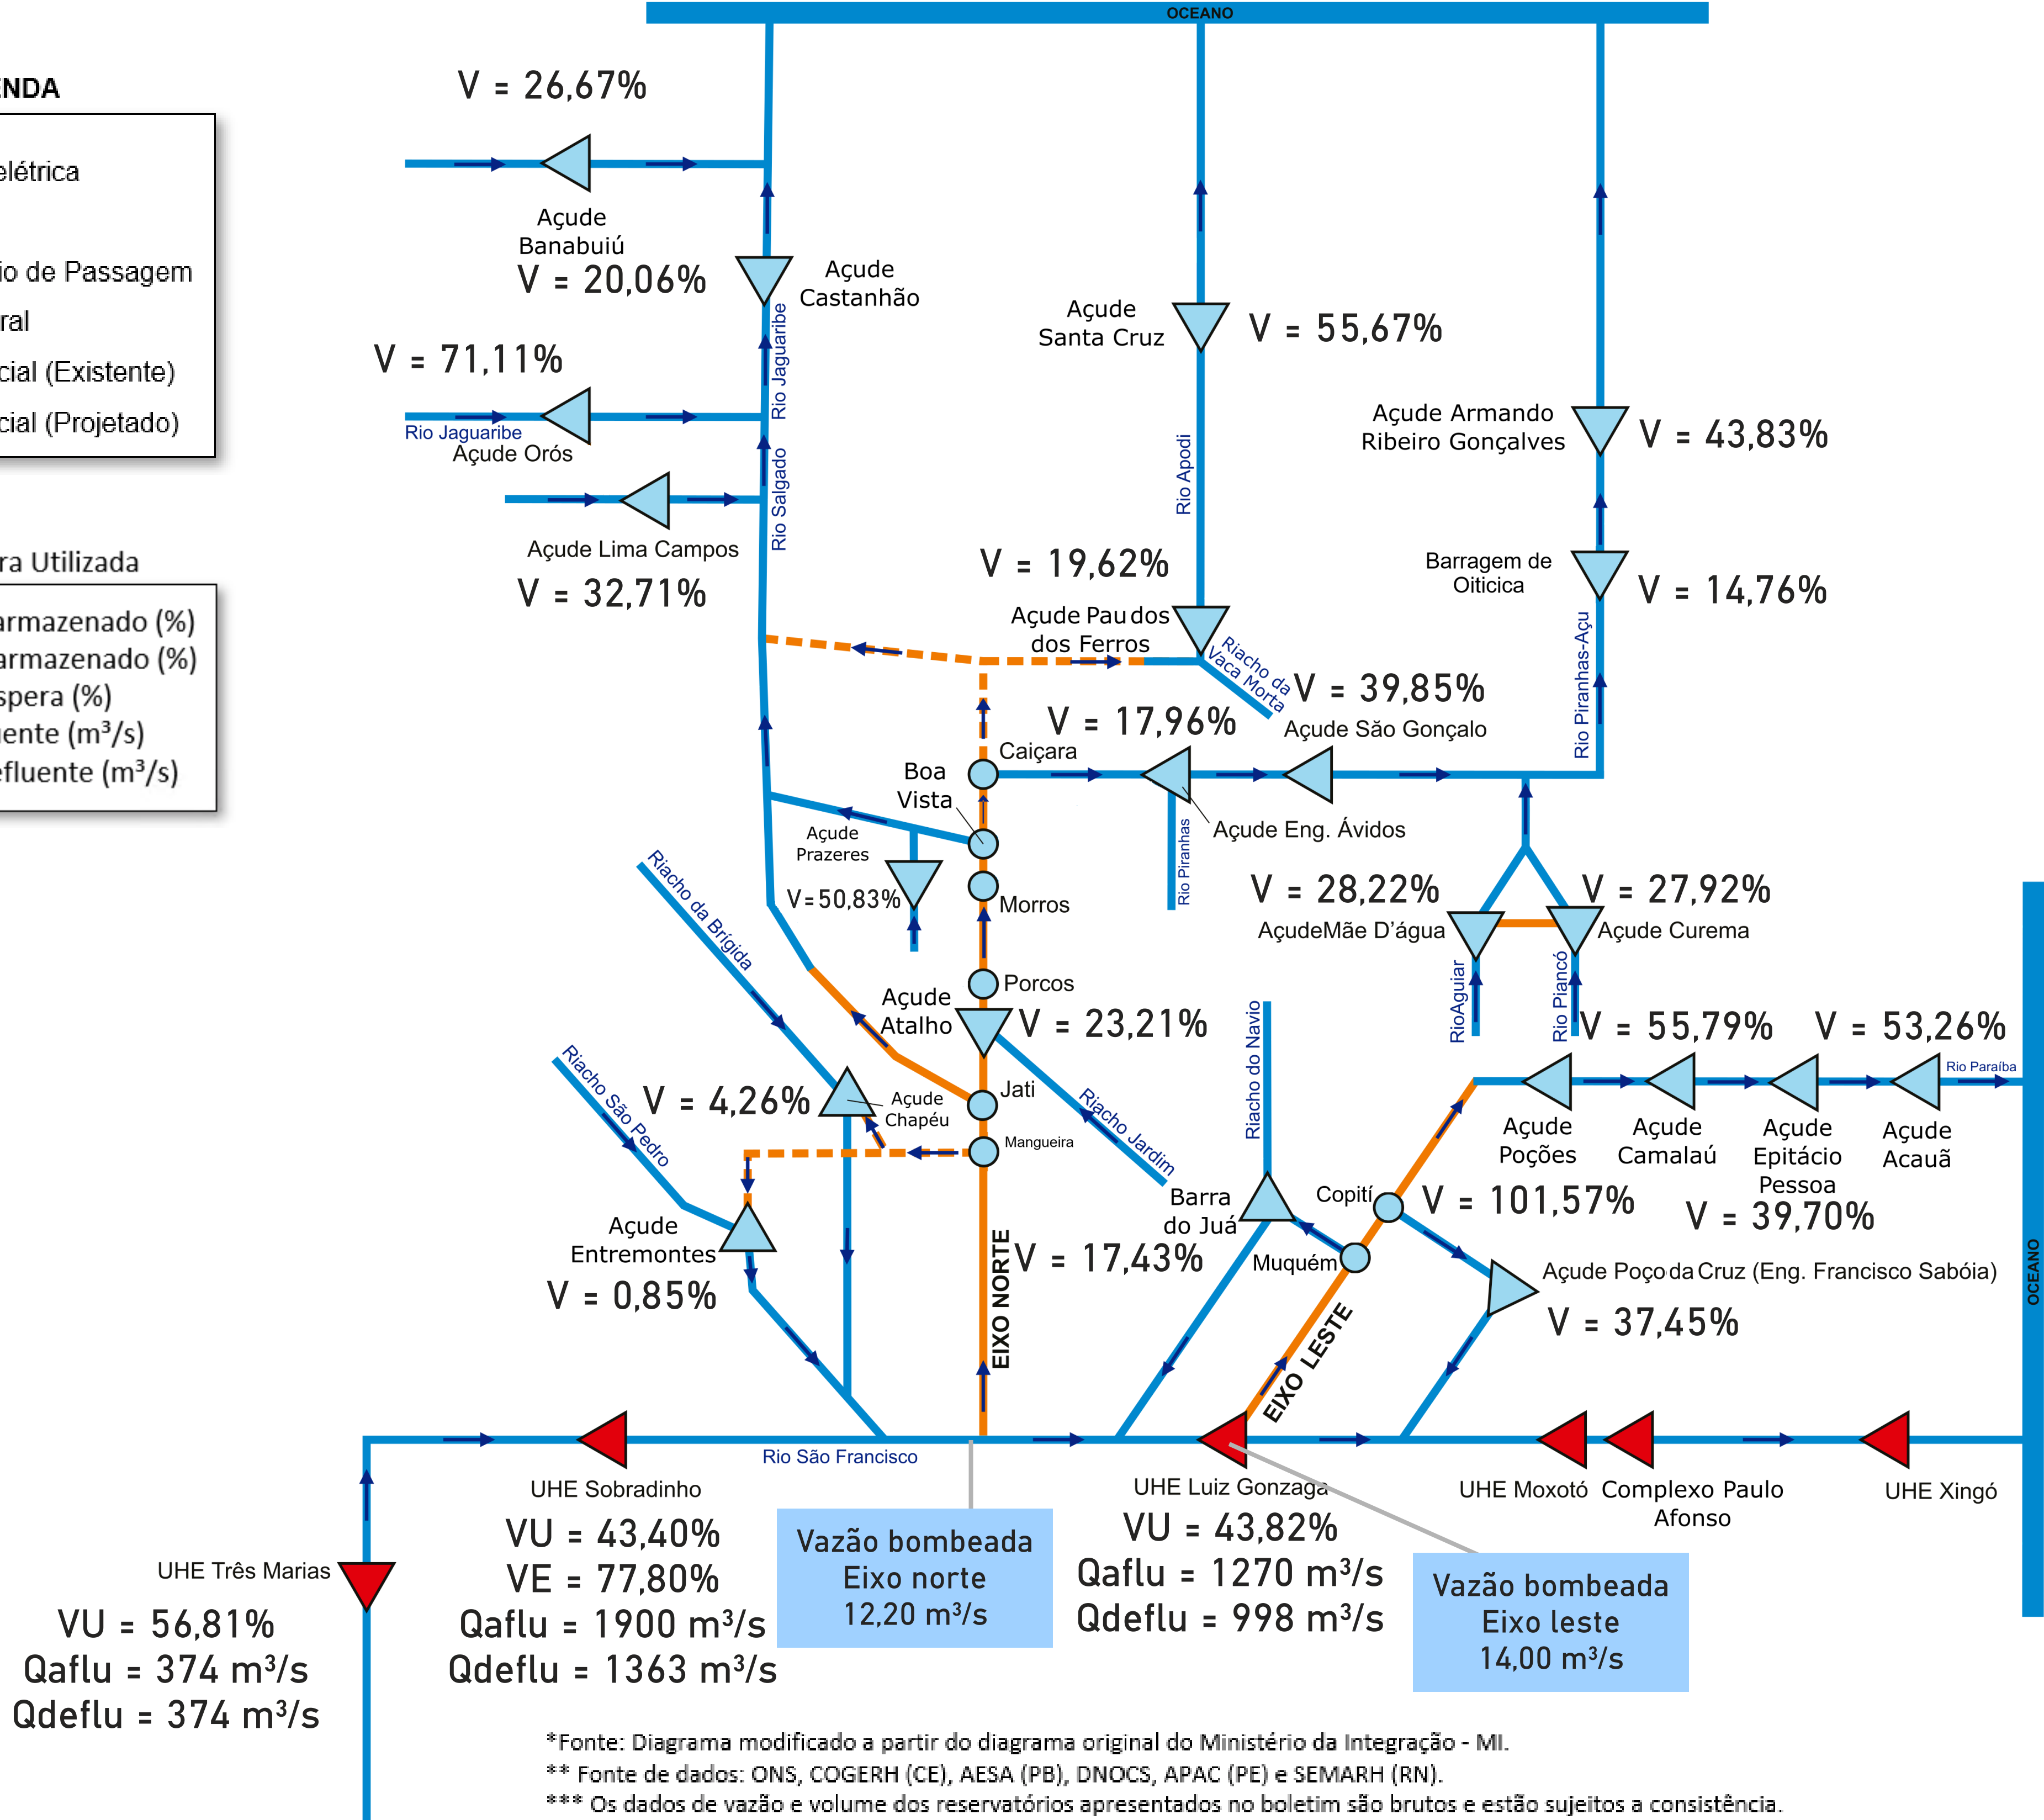 OCEANO
V = 26,67%
ENDA
elétrica
io de Passagem
ral
cial (Existente)
cial (Projetado)
Açude
Banabuiú
V = 20,06%
Açude
Castanhão
Rio Jaguaribe
V = 71,11%
Rio Jaguaribe
Açude Orós
Rio Salgado
Açude Lima Campos
V = 32,71%
Açude
Santa Cruz
V = 55,67%
Rio Apodi
Açude Armando
Ribeiro Gonçalves
V = 43,83%
Barragem de
Oiticica
V = 14,76%
Rio Piranhas-Açu
V = 19,62%
Açude Pau dos
dos Ferros
Riacho da
Vaca Morta
ra Utilizada
armazenado (%)
armazenado (%)
spera (%)
uente (m³/s)
efluente (m³/s)
V = 39,85%
Açude São Gonçalo
V = 17,96%
Caiçara
Boa
Vista
Açude Eng. Ávidos
Rio Piranhas
Açude
Prazeres
V=50,83%
Morros
Porcos
Riacho da Brígida
V = 28,22%
AçudeMãe D'água
V = 27,92%
Açude Curema
RioAguiar
Rio Piancó
Açude
Atalho
V = 23,21%
Jati
Riacho Jardim
Mangueira
Riacho São Pedro
V = 4,26%
Açude
Chapéu
Açude
Entremontes
V = 0,85%
EIXO NORTE
Riacho do Navio
Barra
do Juá
V = 17,43%
Muquém
Copití
V = 55,79%
V = 53,26%
Rio Paraíba
Açude
Poções
Açude
Camalaú
Açude
Epitácio
Pessoa
Açude
Acauã
V = 101,57%
V = 39,70%
Açude Poço da Cruz (Eng. Francisco Sabóia)
V = 37,45%
EIXO LESTE
OCEANO
Rio São Francisco
UHE Sobradinho
VU = 43,40%
VE = 77,80%
Qaflu = 1900 m³/s
Qdeflu = 1363 m³/s
Vazão bombeada
Eixo norte
12,20 m³/s
UHE Luiz Gonzaga
VU = 43,82%
Qaflu = 1270 m³/s
Qdeflu = 998 m³/s
Vazão bombeada
Eixo leste
14,00 m³/s
UHE Moxotó
Complexo Paulo
Afonso
UHE Xingó
UHE Três Marias
VU = 56,81%
Qaflu = 374 m³/s
Qdeflu = 374 m³/s
*Fonte: Diagrama modificado a partir do diagrama original do Ministério da Integração - MI.
** Fonte de dados: ONS, COGERH (CE), AESA (PB), DNOCS, APAC (PE) e SEMARH (RN).
*** Os dados de vazão e volume dos reservatórios apresentados no boletim são brutos e estão sujeitos a consistência.